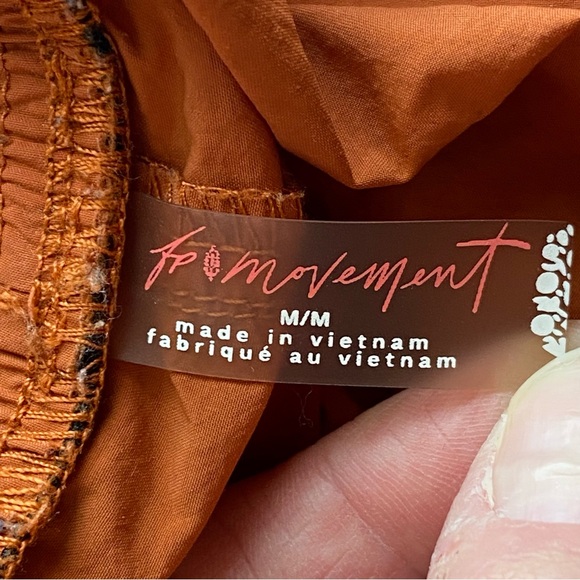 fp movement
M/M
made in vietnam
fabriqué au vietnam